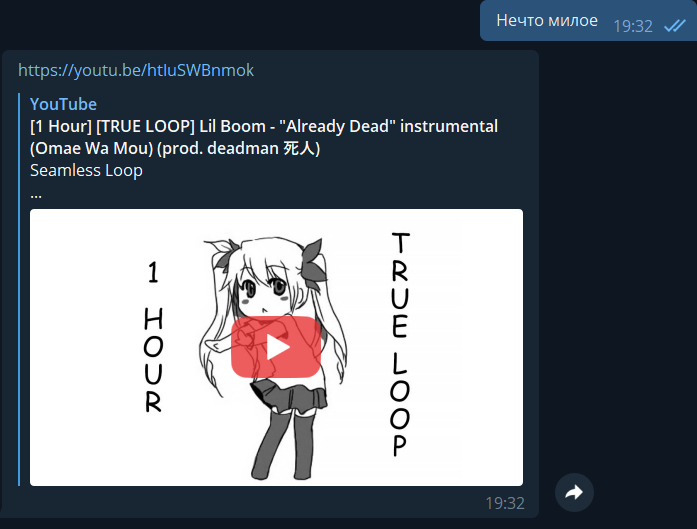 Нечто милое 19:32
https://youtu.be/htIuSWBnmok
YouTube
[1 Hour] [TRUE LOOP] Lil Boom - "Already Dead" instrumental
(Omae Wa Mou) (prod. deadman 死人)
Seamless Loop
...
1 HOUR
TRUE LOOP
19:32